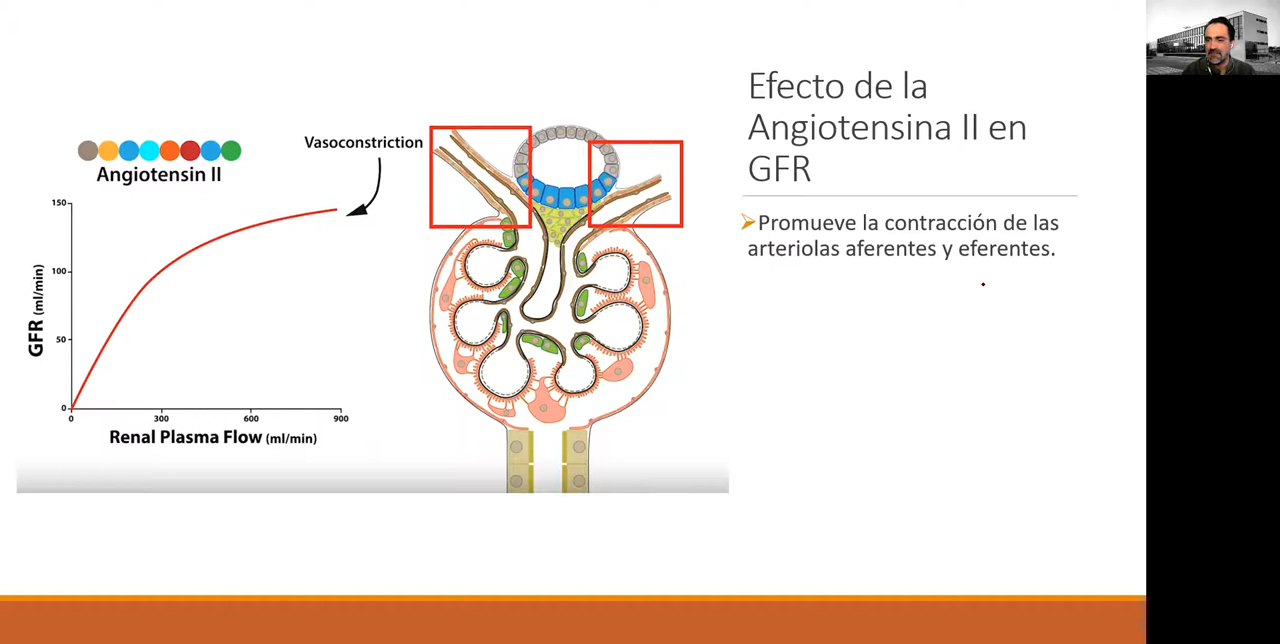 Efecto de la
Angiotensina II en
GFR
Promueve la contracción de las
arteriolas aferentes y eferentes.
Angiotensin II
Vasoconstriction
GFR (ml/min)
150
100
50
0
0 300 600 900
Renal Plasma Flow (ml/min)